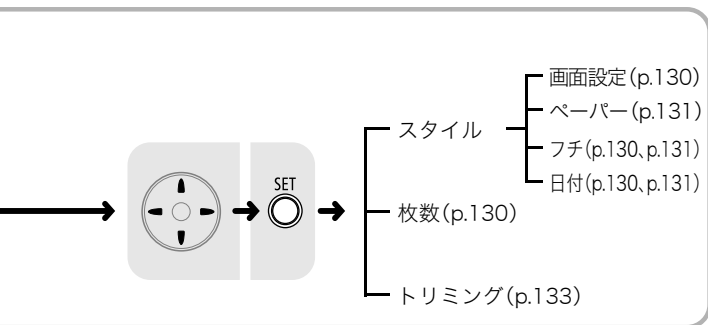 画面設定(p.130)
ペーパー(p.131)
スタイル
フチ(p.130、p.131)
SET
日付(p.130、p.131)
枚数(p.130)
トリミング(p.133)